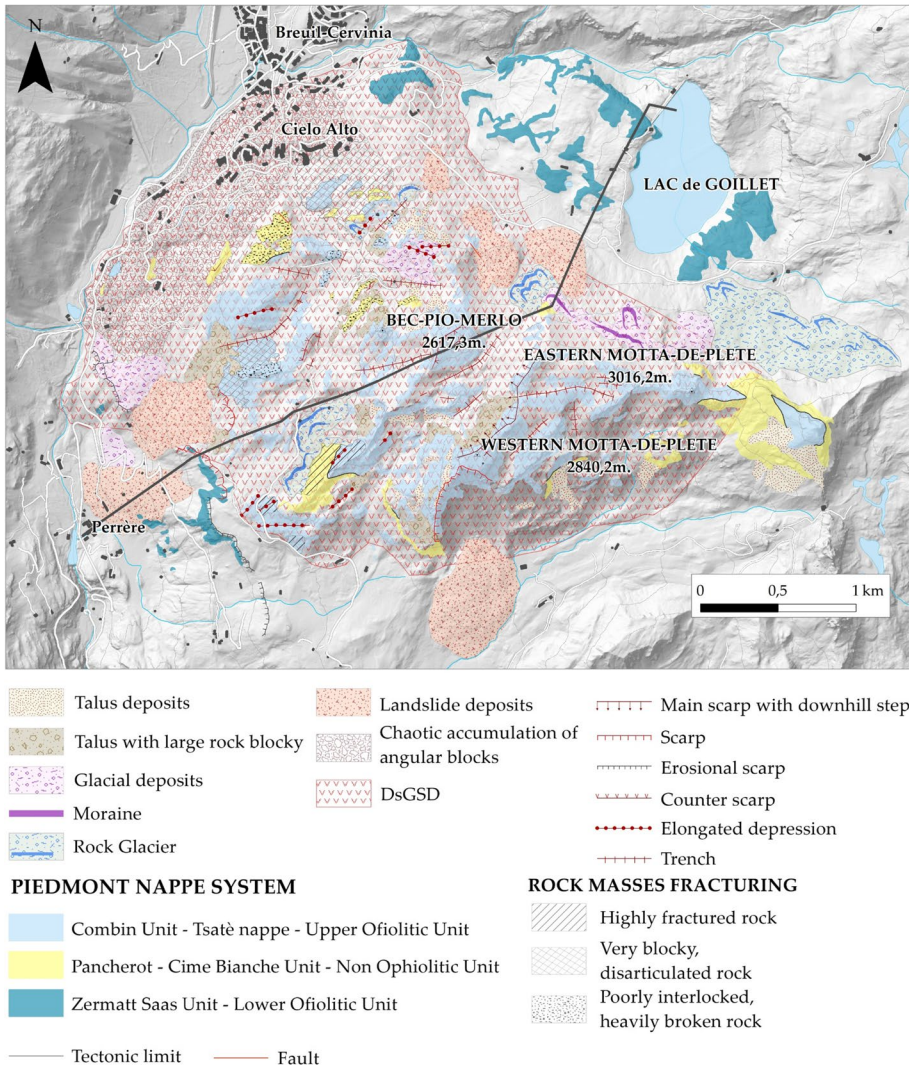 N
Breuil-Cervinia
Cielo Alto
LAC de GOILLET
BEC-PIO-MERLO
2617,3m.
EASTERN MOTTA-DE-PLETE
3016,2m.
WESTERN MOTTA-DE-PLETE
2840,2m.
Perrère
0 0,5 1 km
Talus deposits
Talus with large rock blocky
Glacial deposits
Moraine
Rock Glacier
Landslide deposits
Chaotic accumulation of
angular blocks
DsGSD
Main scarp with downhill step
Scarp
Erosional scarp
Counter scarp
Elongated depression
Trench
PIEDMONT NAPPE SYSTEM
Combin Unit - Tsatè nappe - Upper Ofiolitic Unit
Pancherot - Cime Bianche Unit - Non Ophiolitic Unit
Zermatt Saas Unit - Lower Ofiolitic Unit
Tectonic limit
Fault
ROCK MASSES FRACTURING
Highly fractured rock
Very blocky,
disarticulated rock
Poorly interlocked,
heavily broken rock